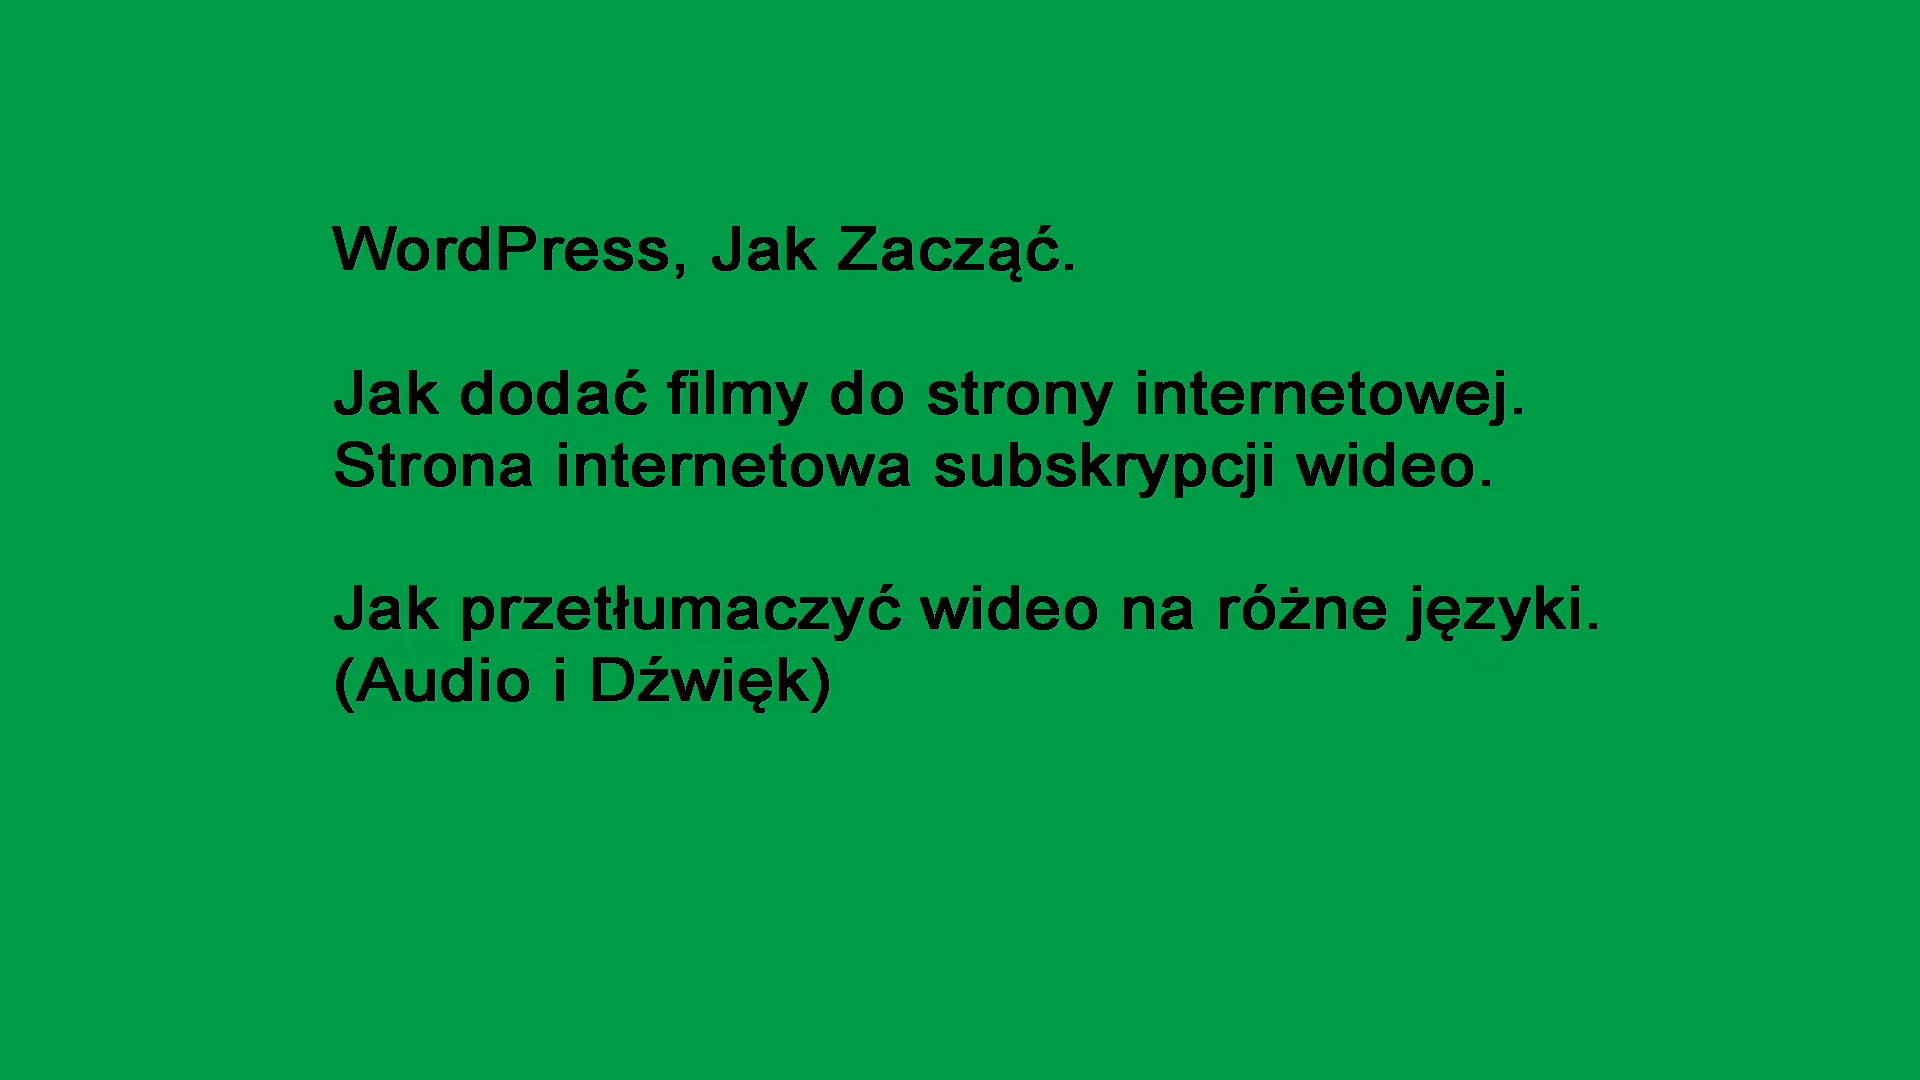 WordPress, Jak Zacząć.
Jak dodać filmy do strony internetowej.
Strona internetowa subskrypcji wideo.
Jak przetłumaczyć wideo na różne języki.
(Audio i Dźwięk)